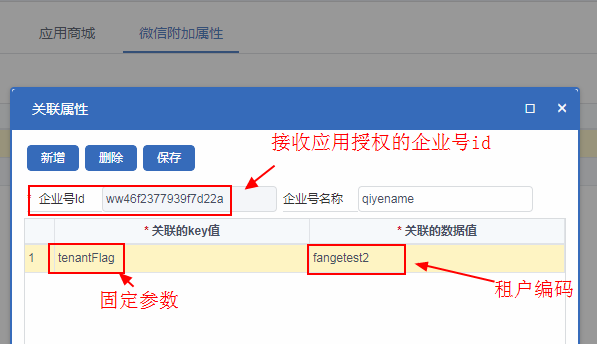 应用商城 微信附加属性
关联属性
接收应用授权的企业号id
新增 删除 保存
* 企业号Id ww46f2377939f7d22a 企业号名称 qiyename
* 关联的key值 * 关联的数据值
1 tenantFlag fangetest2
固定参数 租户编码